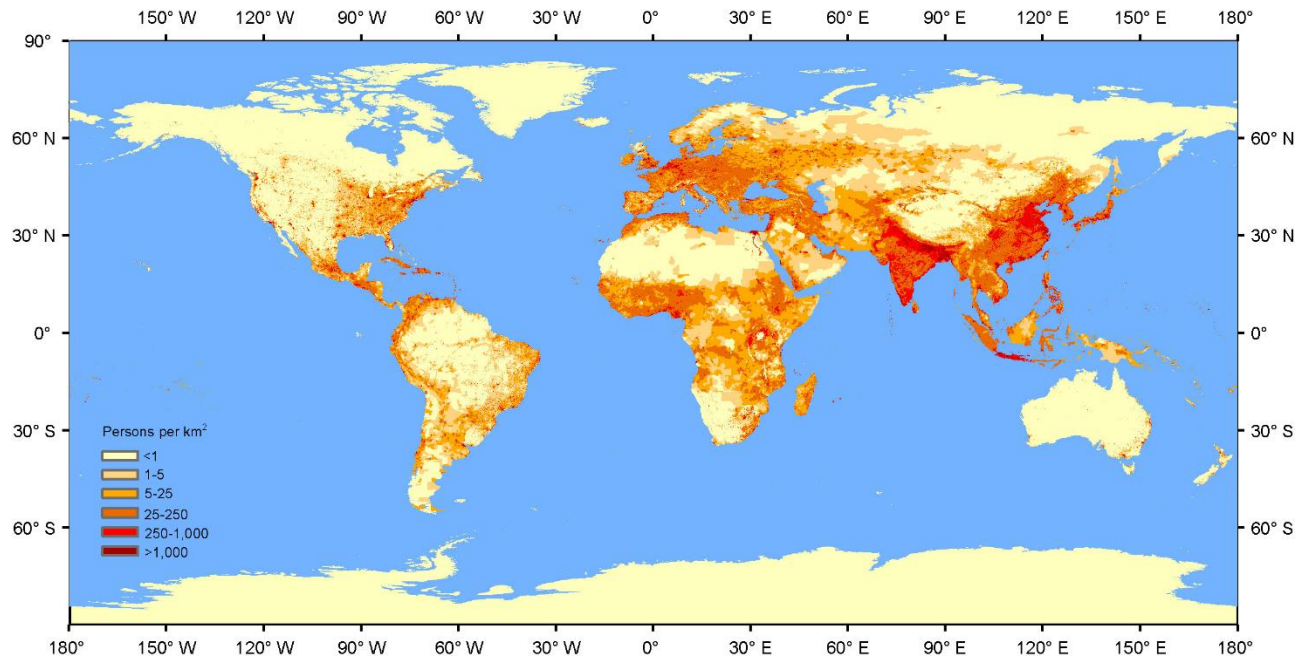 150° W 120° W 90° W 60° W 30° W 0° 30° E 60° E 90° E 120° E 150° E 180°
90°
60° N 60° N
30° N 30° N
0° 0°
30° S 30° S
Persons per km²
<1
1-5
5-25
25-250
250-1,000
>1,000
60° S 60° S
180° 150° W 120° W 90° W 60° W 30° W 0° 30° E 60° E 90° E 120° E 150° E 180°